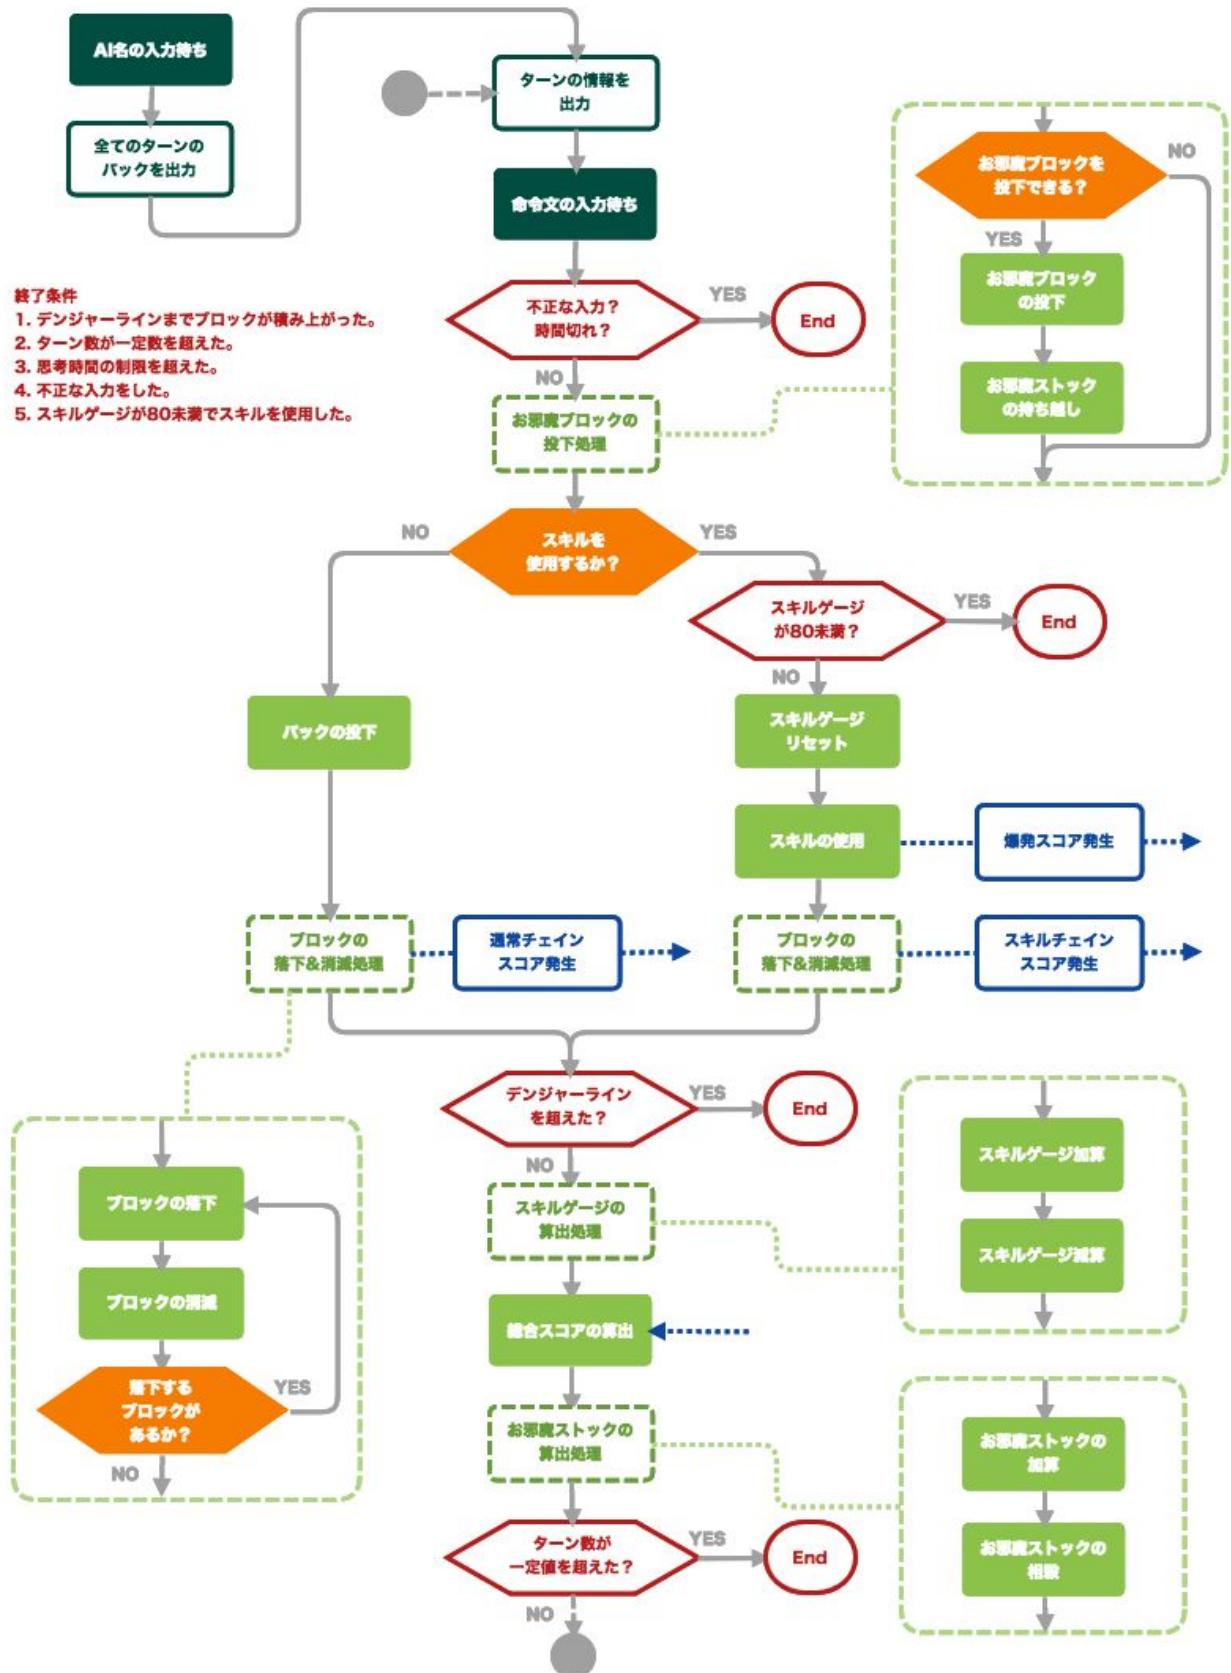 AI名の入力待ち
全てのターンの
パックを出力
ターンの情報を
出力
命令文の入力待ち
お邪魔ブロックを
投下できる？
NO
YES
お邪魔ブロック
の投下
お邪魔ストック
の持ち越し
終了条件
1. デンジャーラインまでブロックが積み上がった。
2. ターン数が一定数を超えた。
3. 思考時間の制限を超えた。
4. 不正な入力をした。
5. スキルゲージが80未満でスキルを使用した。
不正な入力？
時間切れ？
YES
End
NO
お邪魔ブロックの
投下処理
NO
スキルを
使用するか？
YES
スキルゲージ
が80未満？
YES
End
NO
パックの投下
スキルゲージ
リセット
スキルの使用
爆発スコア発生
ブロックの
落下&消滅処理
通常チェイン
スコア発生
ブロックの
落下&消滅処理
スキルチェイン
スコア発生
デンジャーライン
を超えた？
YES
End
NO
スキルゲージの
算出処理
スキルゲージ加算
スキルゲージ減算
ブロックの落下
ブロックの消滅
落下する
ブロックが
あるか？
YES
NO
総合スコアの算出
お邪魔ストックの
算出処理
お邪魔ストックの
加算
お邪魔ストックの
相殺
ターン数が
一定値を超えた？
YES
End
NO